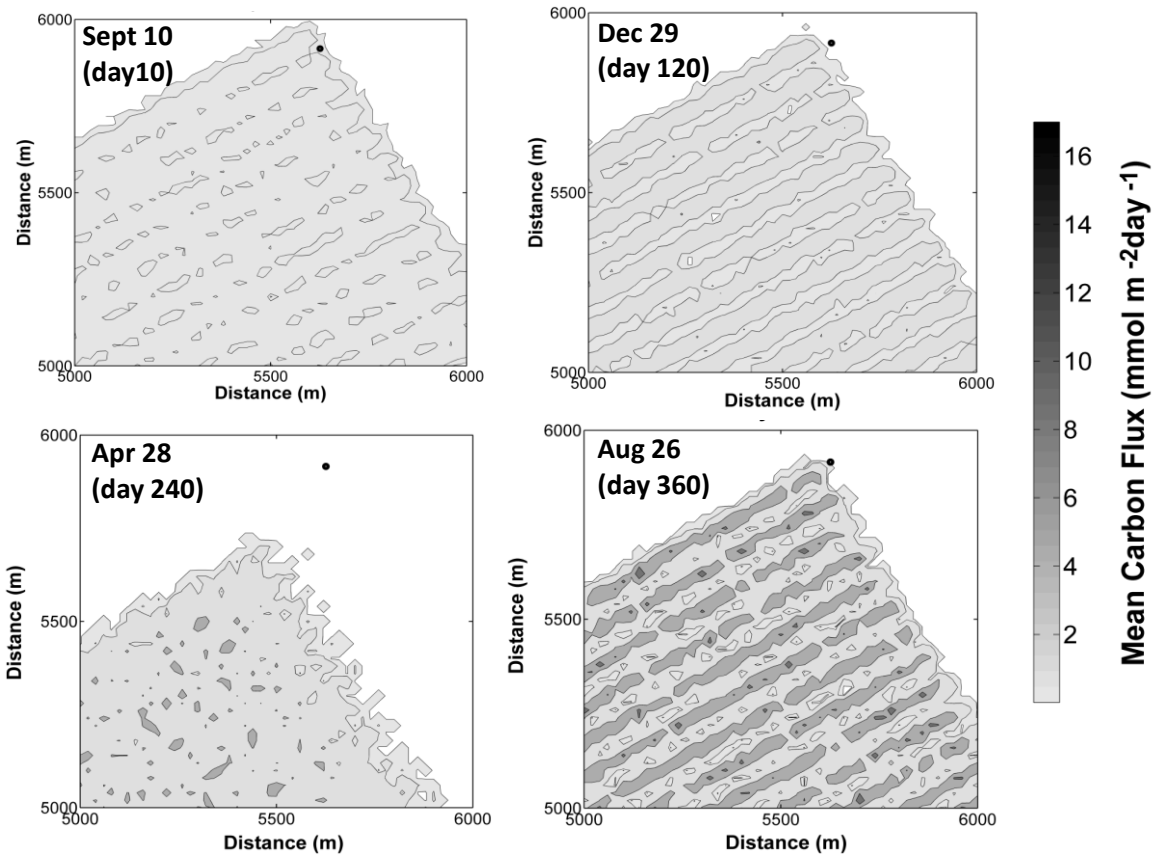 Sept 10
(day10)
6000
5500
5000
Distance (m)
5000
5500
6000
Distance (m)
Dec 29
(day 120)
6000
5500
5000
Distance (m)
5000
5500
6000
Distance (m)
Apr 28
(day 240)
6000
5500
5000
Distance (m)
5000
5500
6000
Distance (m)
Aug 26
(day 360)
6000
5500
5000
Distance (m)
5000
5500
6000
Distance (m)
16
14
12
10
8
6
4
2
Mean Carbon Flux (mmol m -2day -1)